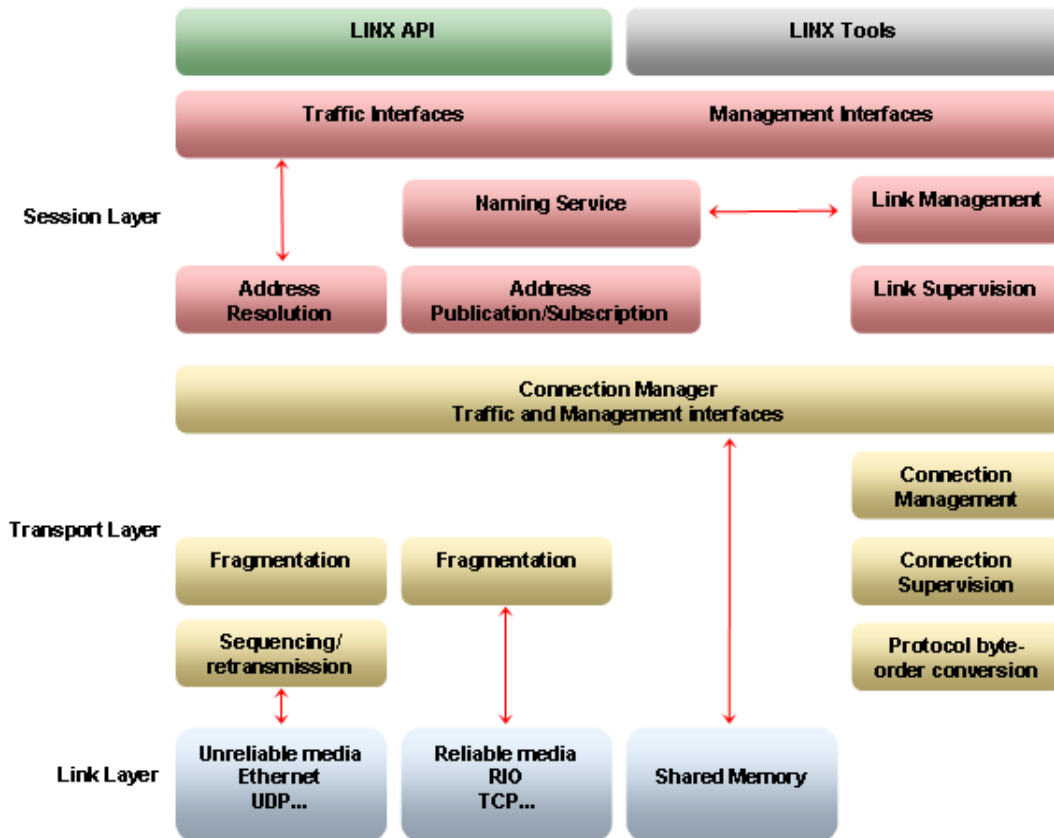 LINX API
LINX Tools
Traffic Interfaces
Management Interfaces
Session Layer
Naming Service
Link Management
Address
Resolution
Address
Publication/Subscription
Link Supervision
Connection Manager
Traffic and Management interfaces
Connection
Management
Transport Layer
Fragmentation
Fragmentation
Connection
Supervision
Sequencing/
retransmission
Protocol byte-
order conversion
Link Layer
Unreliable media
Ethernet
UDP...
Reliable media
RIO
TCP...
Shared Memory